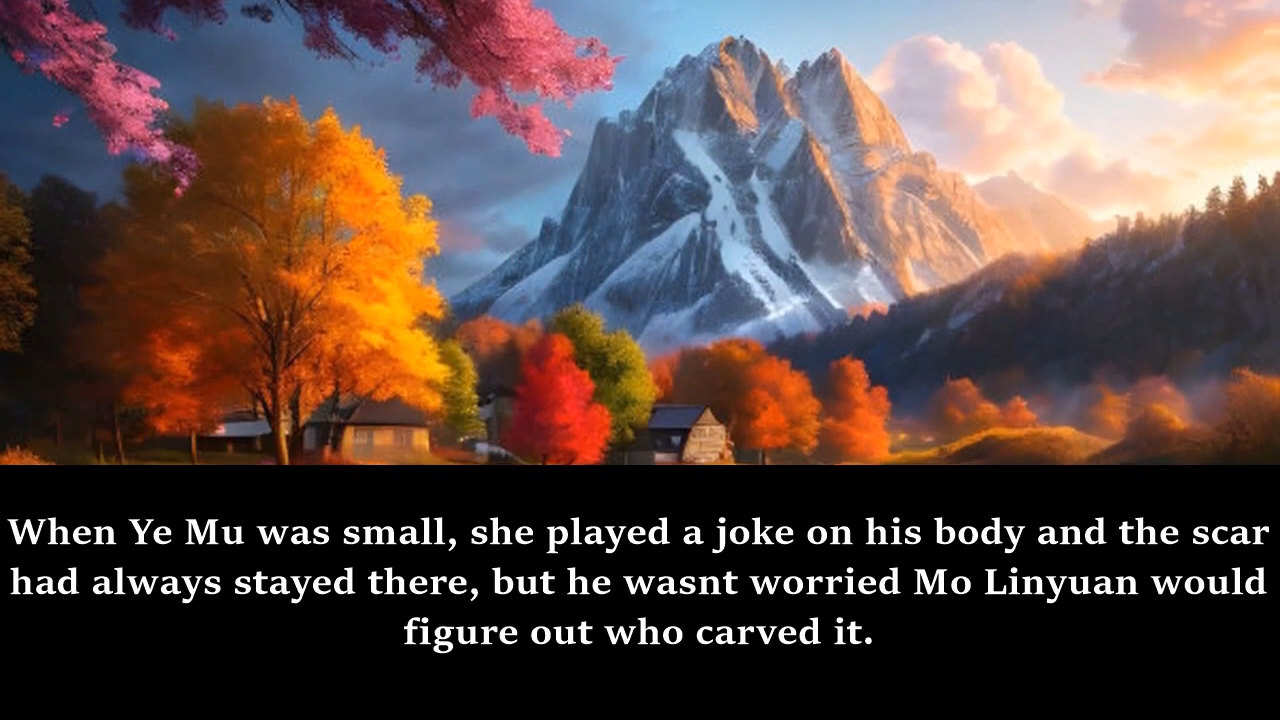 When Ye Mu was small, she played a joke on his body and the scar
had always stayed there, but he wasnt worried Mo Linyuan would
figure out who carved it.